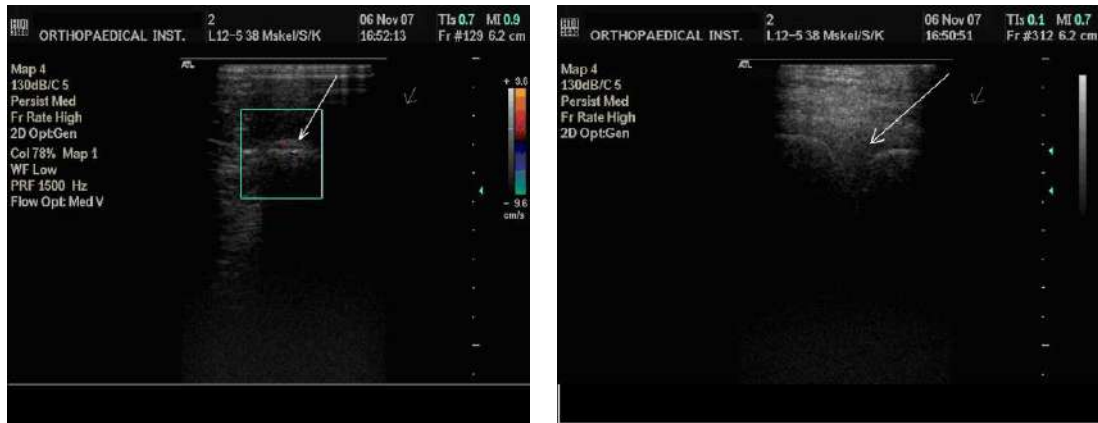 ORTHOPAEDICAL INST.
2
L12-5 38 Mskel/S/K
06 Nov 07
16:52:13
TIs 0.7 MI 0.9
Fr #129 6.2 cm
Map 4
130dB/C 5
Persist Med
Fr Rate High
2D Opt:Gen
Col 78% Map 1
WF Low
PRF 1500 Hz
Flow Opt: Med V
+ 9.6
- 9.6
cm/s
ORTHOPAEDICAL INST.
2
L12-5 38 Mskel/S/K
06 Nov 07
16:50:51
TIs 0.1 MI 0.7
Fr #312 6.2 cm
Map 4
130dB/C 5
Persist Med
Fr Rate High
2D Opt:Gen